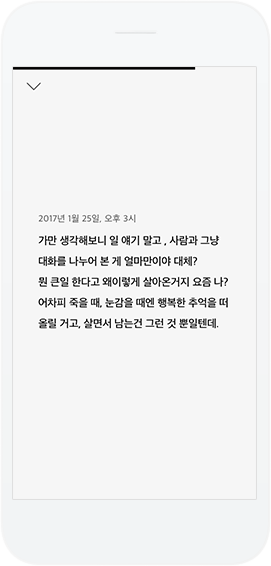 2017년 1월 25일, 오후 3시
가만 생각해보니 일 얘기 말고 , 사람과 그냥
대화를 나누어 본 게 얼마만이야 대체?
뭔 큰일 한다고 왜이렇게 살아온거지 요즘 나?
어차피 죽을 때, 눈감을 때엔 행복한 추억을 떠
올릴 거고, 살면서 남는건 그런 것 뿐일텐데.